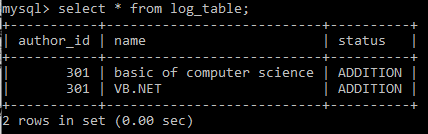 mysql> select * from log_table;
+-----------+---------------------------+----------+
| author_id | name                      | status   |
+-----------+---------------------------+----------+
|       301 | basic of computer science | ADDITION |
|       301 | VB.NET                    | ADDITION |
+-----------+---------------------------+----------+
2 rows in set (0.00 sec)